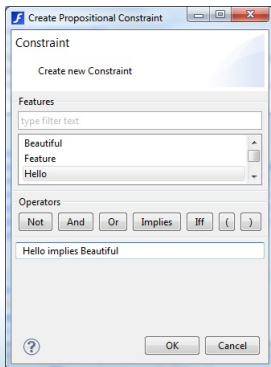 Create Propositional Constraint
Constraint
Create new Constraint
Features
type filter text
Beautiful
Feature
Hello
Operators
Not And Or Implies Iff ( )
Hello implies Beautiful
? OK Cancel